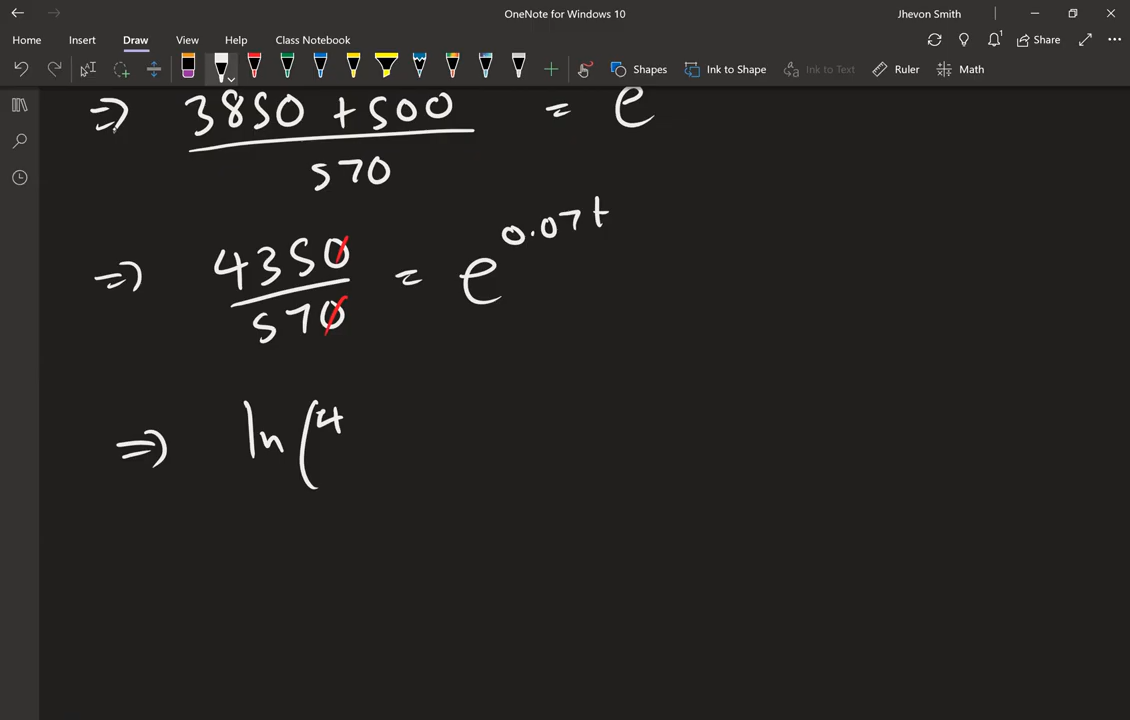 OneNote for Windows 10
Jhevon Smith
Home Insert Draw View Help Class Notebook
Share
Shapes Ink to Shape Ink to Text Ruler Math
⇒ 3850 + 500 = e
570
⇒ 4350 = e^0.07t
570
⇒ ln(4